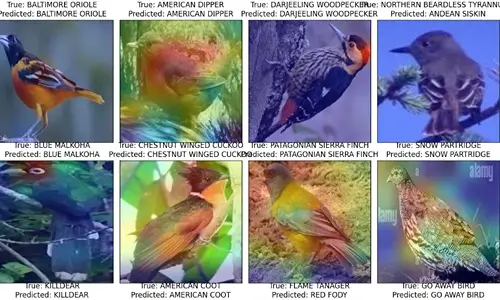 True: BALTIMORE ORIOLE
Predicted: BALTIMORE ORIOLE
True: AMERICAN DIPPER
Predicted: AMERICAN DIPPER
True: DARJEELING WOODPECKER
Predicted: DARJEELING WOODPECKER
True: NORTHERN BEARDLESS TYRANNU
Predicted: ANDEAN SISKIN
True: BLUE MALKOHA
Predicted: BLUE MALKOHA
True: CHESTNUT WINGED CUCKOO
Predicted: CHESTNUT WINGED CUCKOO
True: PATAGONIAN SIERRA FINCH
Predicted: PATAGONIAN SIERRA FINCH
True: SNOW PARTRIDGE
Predicted: SNOW PARTRIDGE
a
alamy
alamy
True: KILLDEAR
Predicted: KILLDEAR
True: AMERICAN COOT
Predicted: AMERICAN COOT
True: FLAME TANAGER
Predicted: RED FODY
True: GO AWAY BIRD
Predicted: GO AWAY BIRD